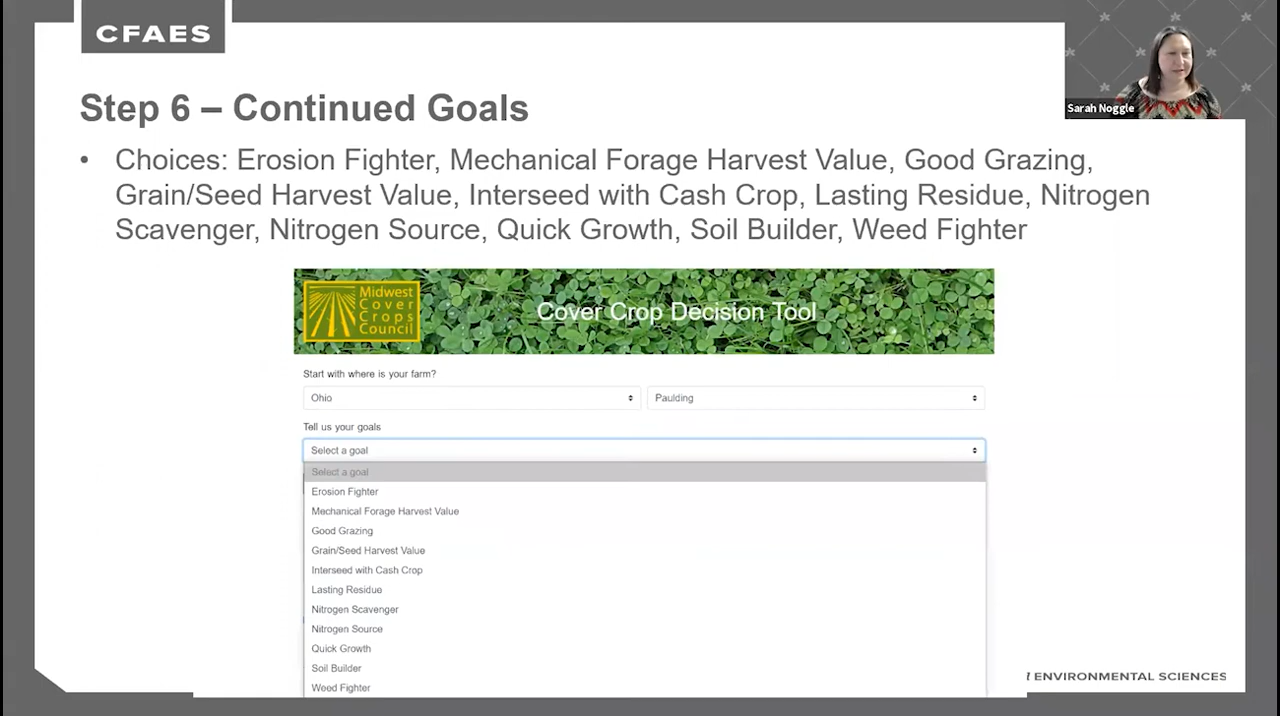 CFAES
Sarah Noggle
Step 6 – Continued Goals
• Choices: Erosion Fighter, Mechanical Forage Harvest Value, Good Grazing,
Grain/Seed Harvest Value, Interseed with Cash Crop, Lasting Residue, Nitrogen
Scavenger, Nitrogen Source, Quick Growth, Soil Builder, Weed Fighter
Midwest
Cover
Crops
Council
Cover Crop Decision Tool
Start with where is your farm?
Ohio
Paulding
Tell us your goals
Select a goal
Select a goal
Erosion Fighter
Mechanical Forage Harvest Value
Good Grazing
Grain/Seed Harvest Value
Interseed with Cash Crop
Lasting Residue
Nitrogen Scavenger
Nitrogen Source
Quick Growth
Soil Builder
Weed Fighter
ENVIRONMENTAL SCIENCES